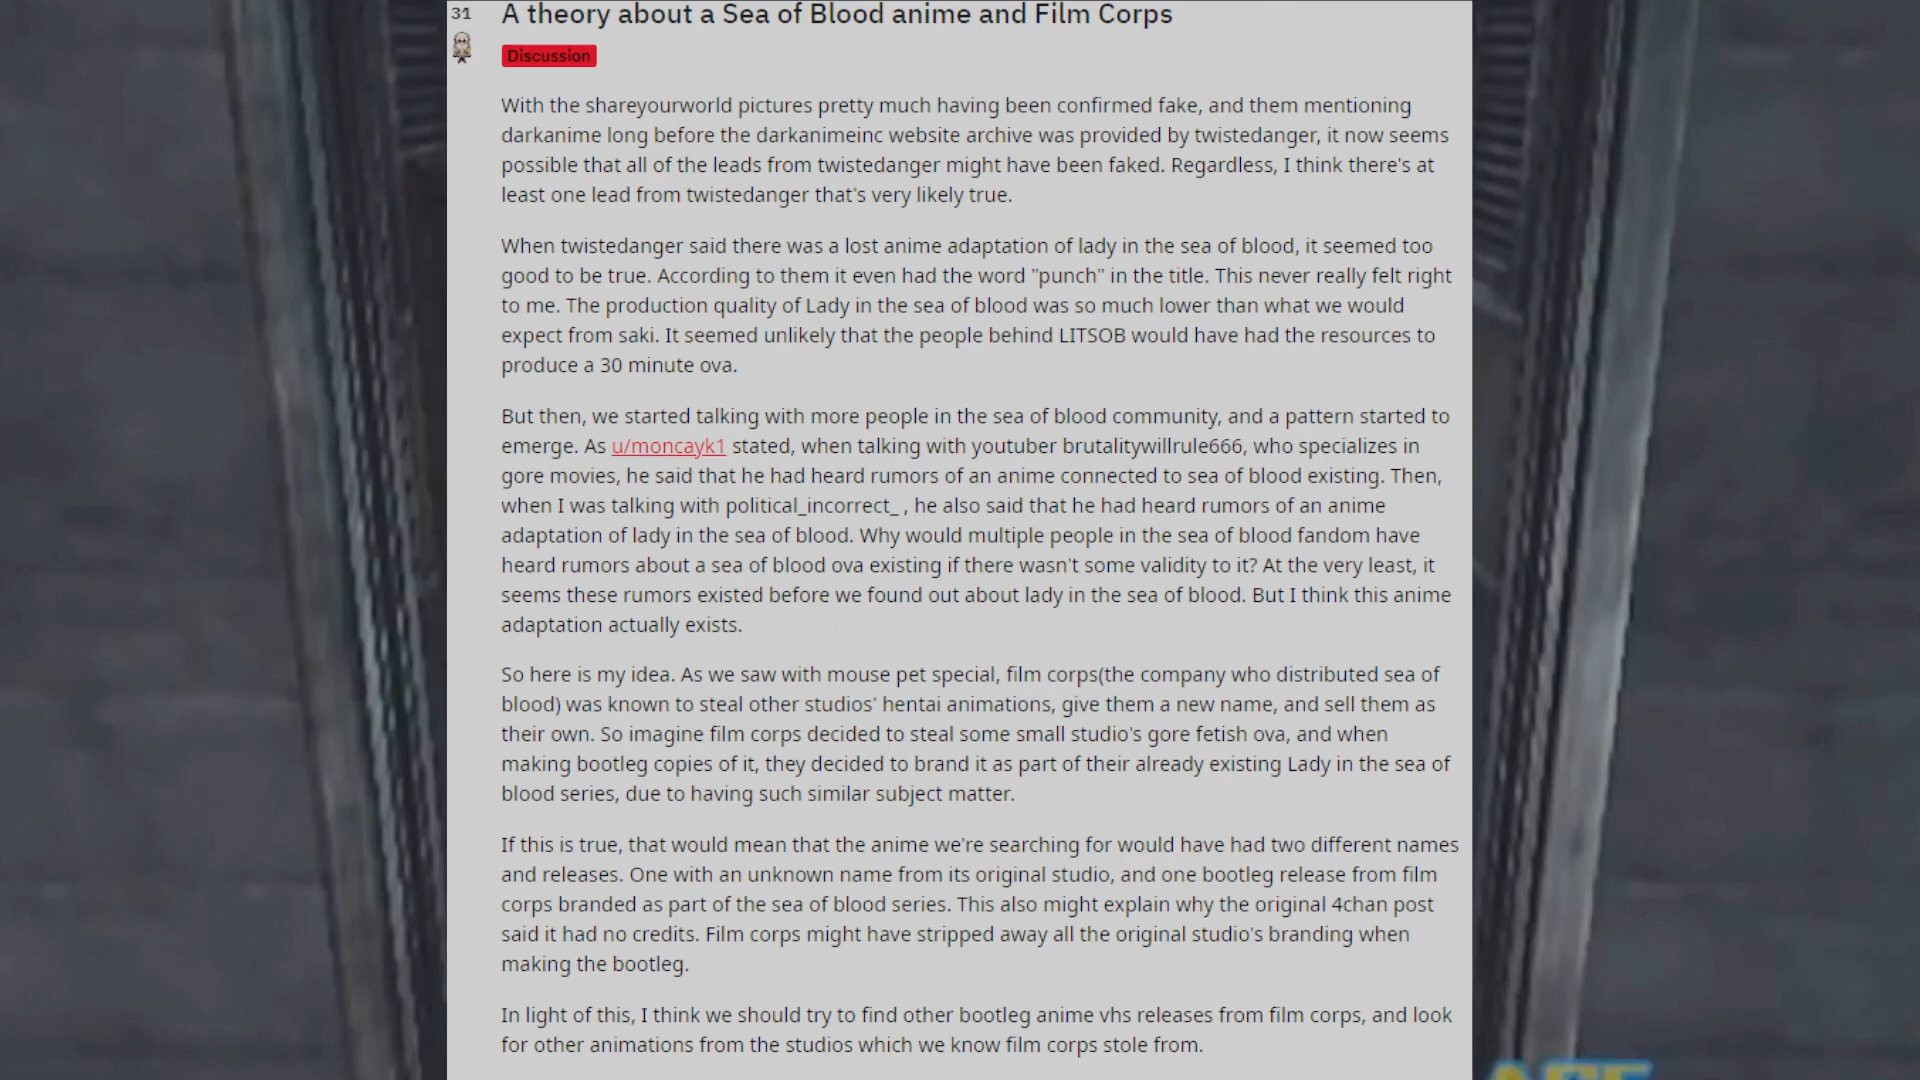 31
A theory about a Sea of Blood anime and Film Corps
Discussion
With the shareyourworld pictures pretty much having been confirmed fake, and them mentioning
darkanime long before the darkanimeinc website archive was provided by twistedanger, it now seems
possible that all of the leads from twistedanger might have been faked. Regardless, I think there's at
least one lead from twistedanger that's very likely true.
When twistedanger said there was a lost anime adaptation of lady in the sea of blood, it seemed too
good to be true. According to them it even had the word "punch" in the title. This never really felt right
to me. The production quality of Lady in the sea of blood was so much lower than what we would
expect from saki. It seemed unlikely that the people behind LITSOB would have had the resources to
produce a 30 minute ova.
But then, we started talking with more people in the sea of blood community, and a pattern started to
emerge. As u/moncayk1 stated, when talking with youtuber brutalitywillrule666, who specializes in
gore movies, he said that he had heard rumors of an anime connected to sea of blood existing. Then,
when I was talking with political_incorrect_ , he also said that he had heard rumors of an anime
adaptation of lady in the sea of blood. Why would multiple people in the sea of blood fandom have
heard rumors about a sea of blood ova existing if there wasn't some validity to it? At the very least, it
seems these rumors existed before we found out about lady in the sea of blood. But I think this anime
adaptation actually exists.
So here is my idea. As we saw with mouse pet special, film corps(the company who distributed sea of
blood) was known to steal other studios' hentai animations, give them a new name, and sell them as
their own. So imagine film corps decided to steal some small studio's gore fetish ova, and when
making bootleg copies of it, they decided to brand it as part of their already existing Lady in the sea of
blood series, due to having such similar subject matter.
If this is true, that would mean that the anime we're searching for would have had two different names
and releases. One with an unknown name from its original studio, and one bootleg release from film
corps branded as part of the sea of blood series. This also might explain why the original 4chan post
said it had no credits. Film corps might have stripped away all the original studio's branding when
making the bootleg.
In light of this, I think we should try to find other bootleg anime vhs releases from film corps, and look
for other animations from the studios which we know film corps stole from.